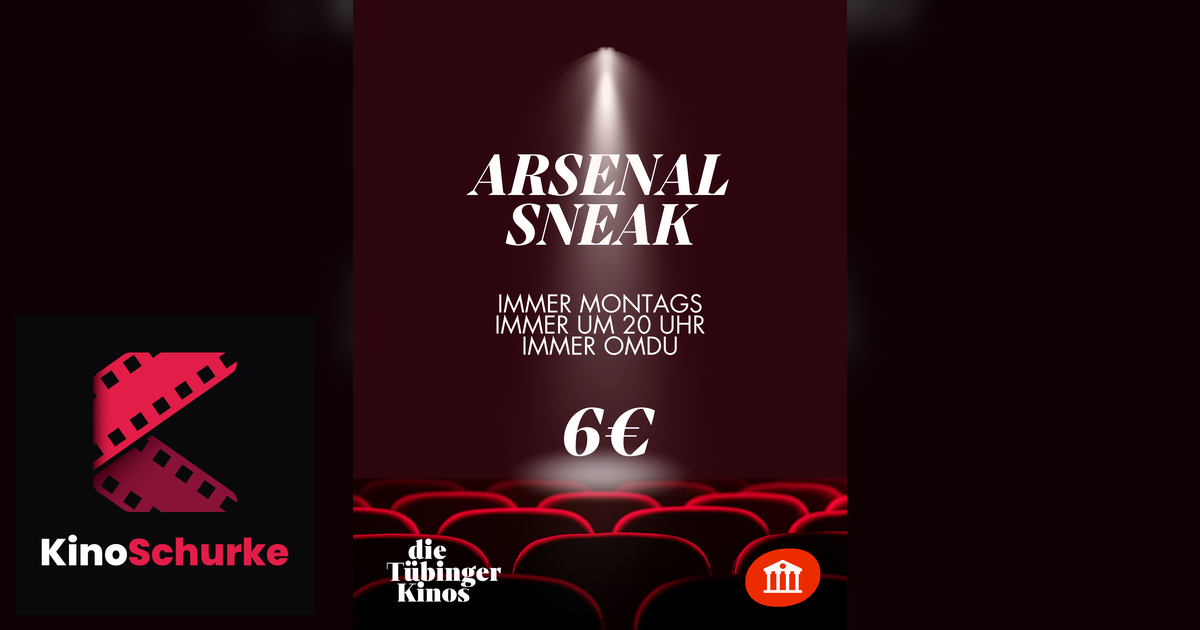 ARSENAL
SNEAK
IMMER MONTAGS
IMMER UM 20 UHR
IMMER OMDU
6€
die
Tübinger
Kinos
KinoSchurke